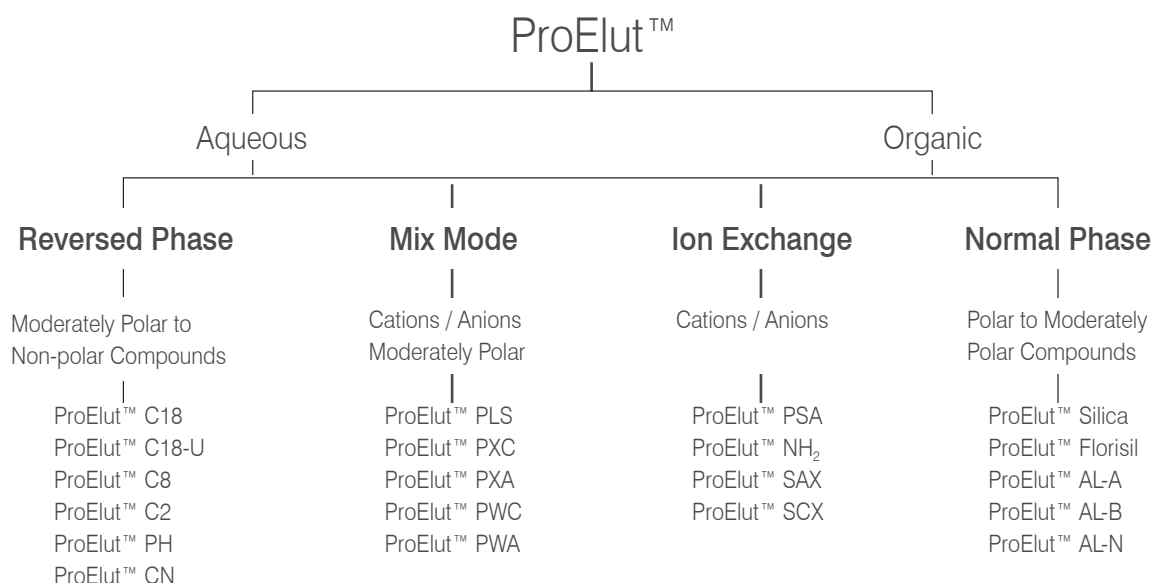 ProElut™
Aqueous
Organic
Reversed Phase
Mix Mode
Ion Exchange
Normal Phase
Moderately Polar to
Non-polar Compounds
Cations / Anions
Moderately Polar
Cations / Anions
Polar to Moderately
Polar Compounds
ProElut™ C18
ProElut™ C18-U
ProElut™ C8
ProElut™ C2
ProElut™ PH
ProElut™ CN
ProElut™ PLS
ProElut™ PXC
ProElut™ PXA
ProElut™ PWC
ProElut™ PWA
ProElut™ PSA
ProElut™ NH₂
ProElut™ SAX
ProElut™ SCX
ProElut™ Silica
ProElut™ Florisil
ProElut™ AL-A
ProElut™ AL-B
ProElut™ AL-N